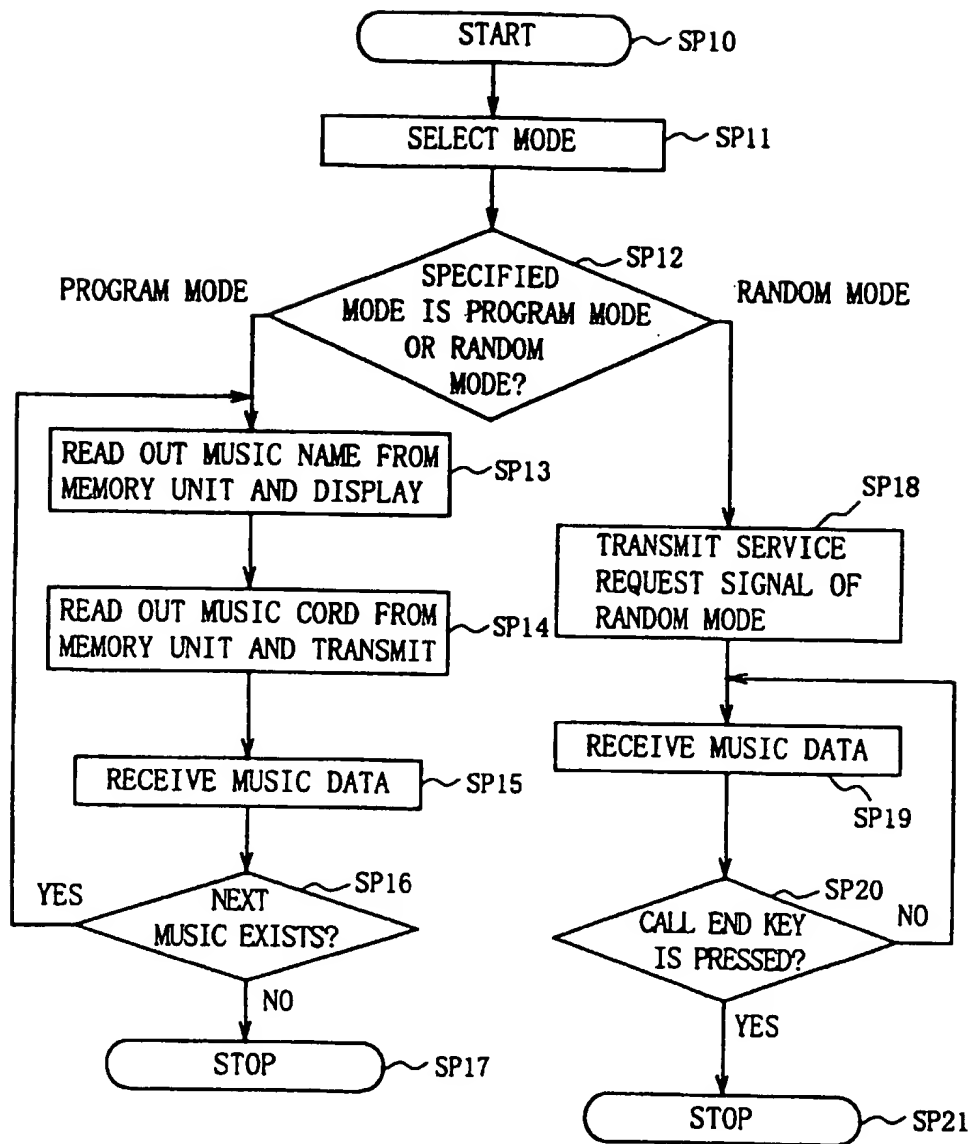 START
SP10
SELECT MODE
SP11
SP12
SPECIFIED
MODE IS PROGRAM MODE
OR RANDOM
MODE?
PROGRAM MODE
RANDOM MODE
READ OUT MUSIC NAME FROM
MEMORY UNIT AND DISPLAY
SP13
READ OUT MUSIC CORD FROM
MEMORY UNIT AND TRANSMIT
SP14
RECEIVE MUSIC DATA
SP15
SP16
NEXT
MUSIC EXISTS?
YES
NO
STOP
SP17
SP18
TRANSMIT SERVICE
REQUEST SIGNAL OF
RANDOM MODE
RECEIVE MUSIC DATA
SP19
SP20
CALL END KEY
IS PRESSED?
NO
YES
STOP
SP21